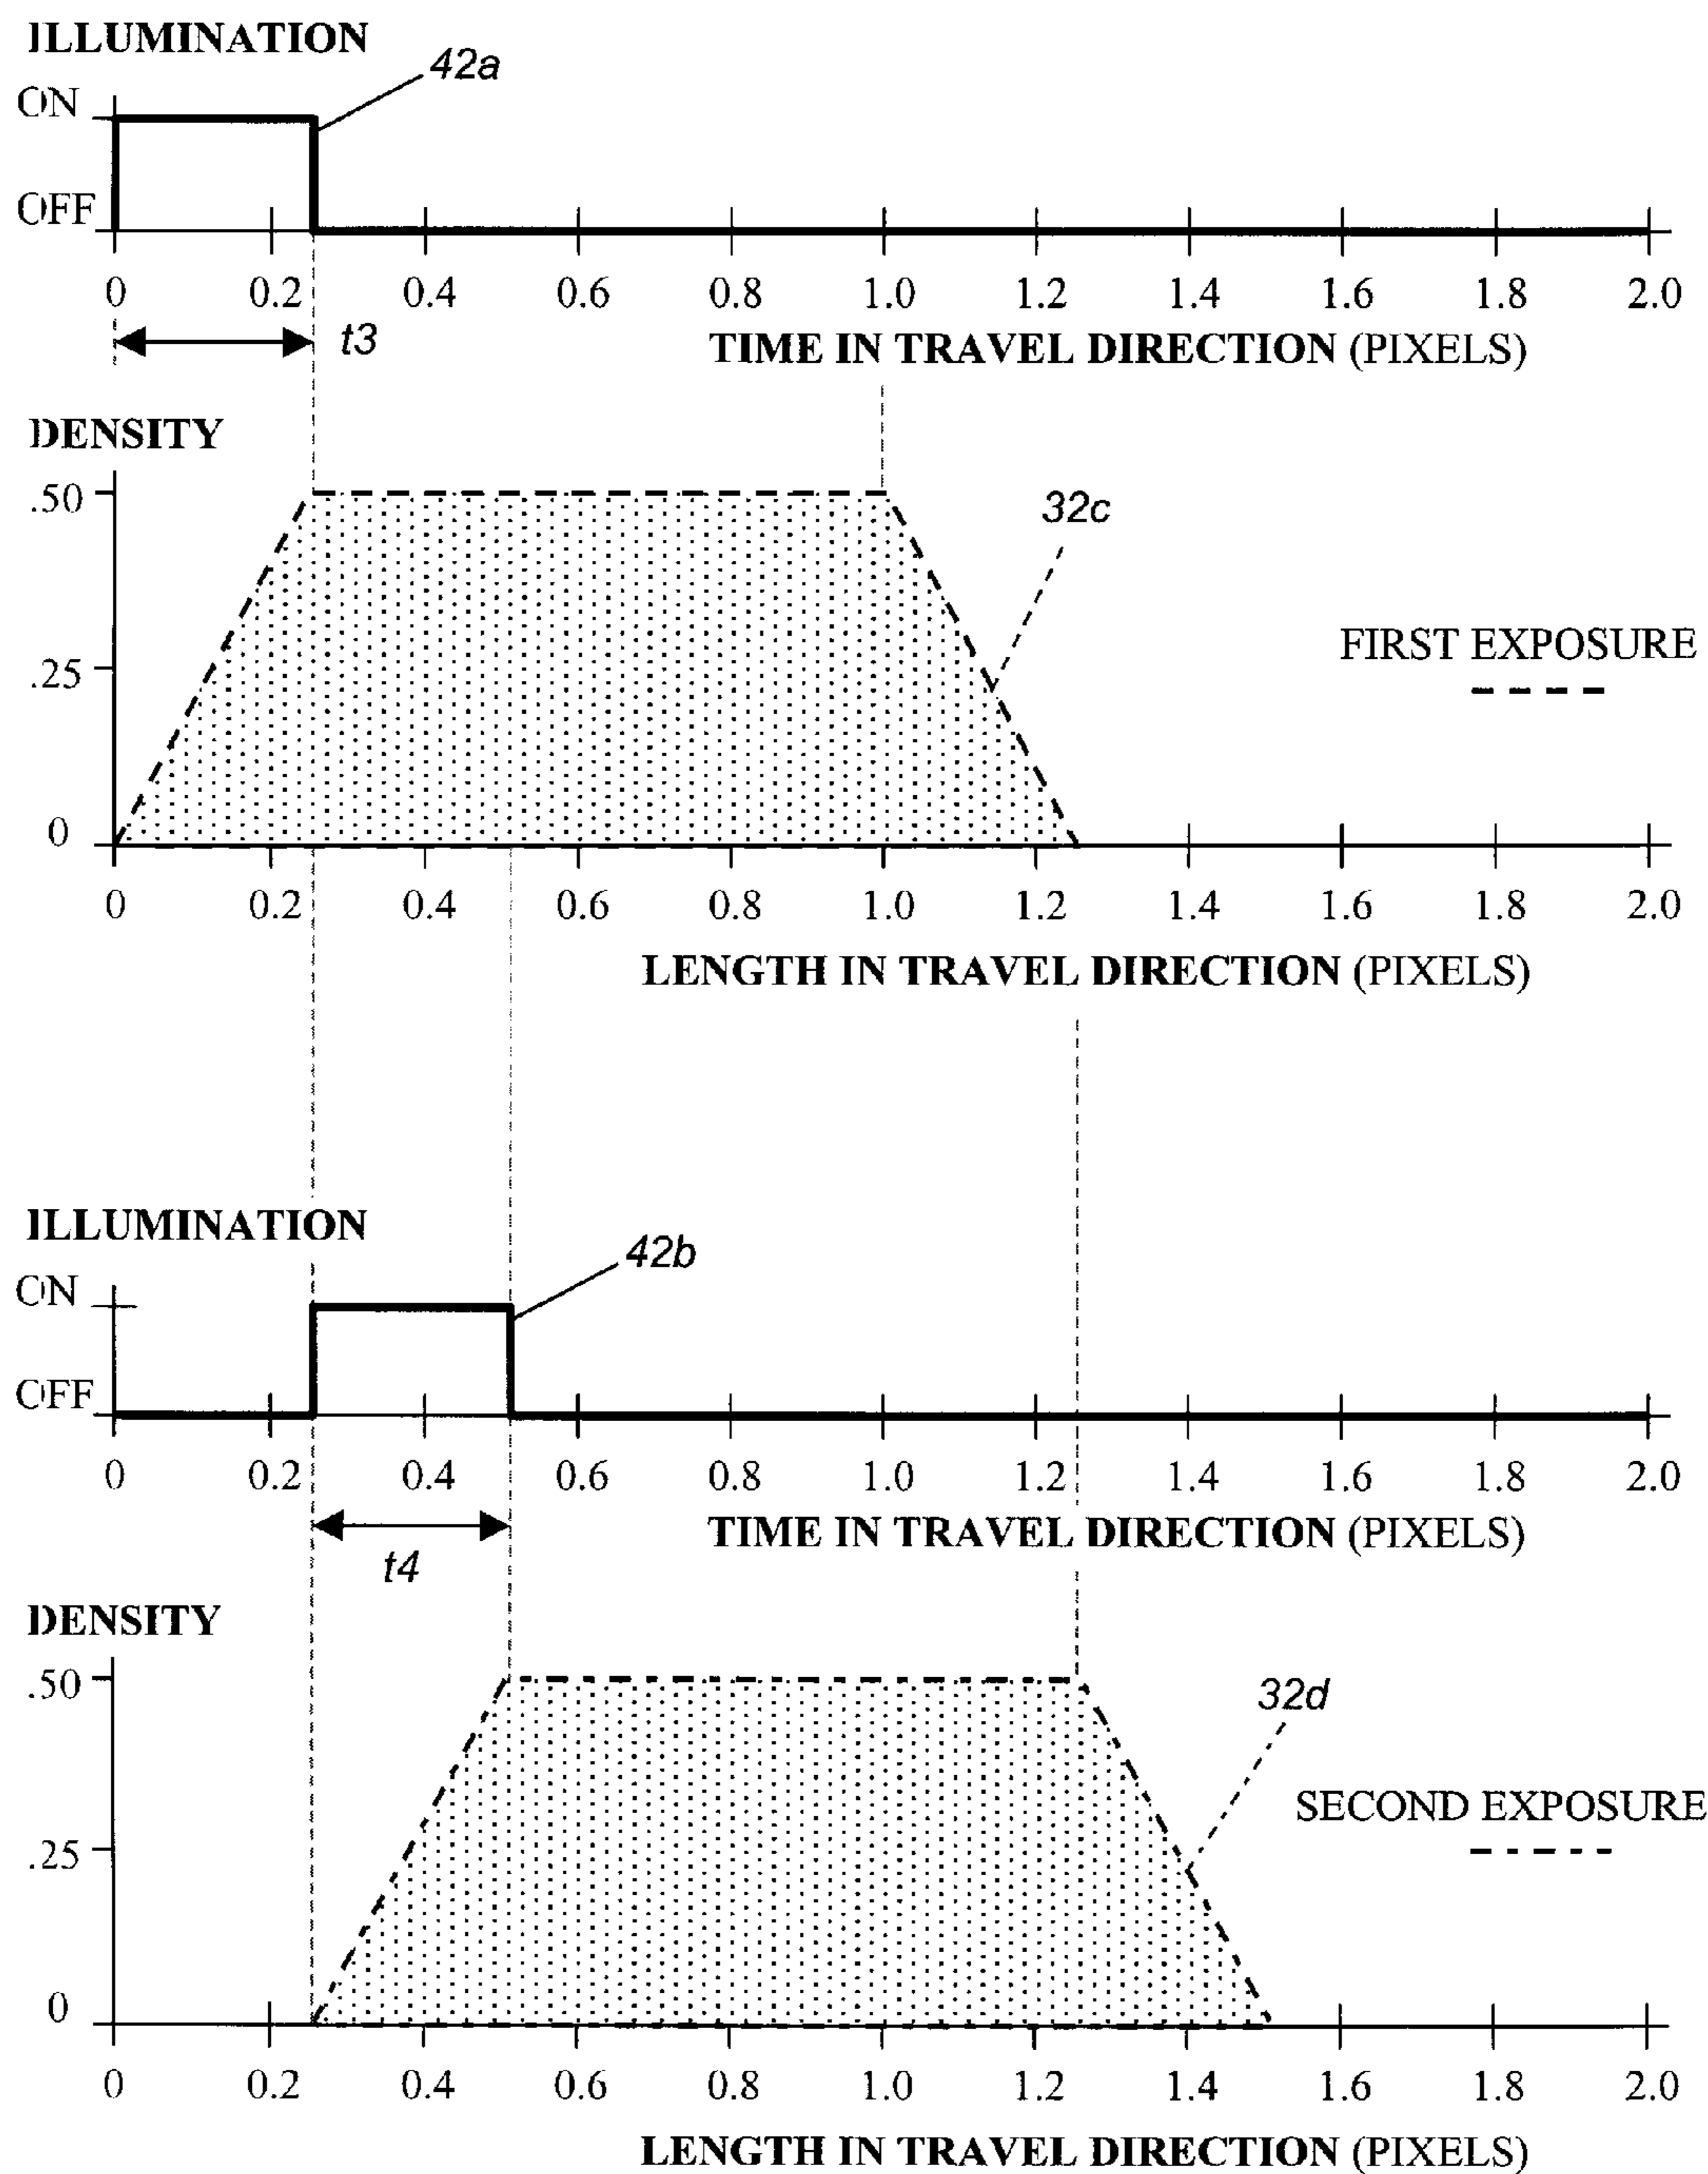 ILLUMINATION
42a
ON
OFF
0 0.2 0.4 0.6 0.8 1.0 1.2 1.4 1.6 1.8 2.0
t3
TIME IN TRAVEL DIRECTION (PIXELS)
DENSITY
.50
32c
FIRST EXPOSURE
.25
0
0 0.2 0.4 0.6 0.8 1.0 1.2 1.4 1.6 1.8 2.0
LENGTH IN TRAVEL DIRECTION (PIXELS)
ILLUMINATION
42b
ON
OFF
0 0.2 0.4 0.6 0.8 1.0 1.2 1.4 1.6 1.8 2.0
TIME IN TRAVEL DIRECTION (PIXELS)
t4
DENSITY
.50
32d
SECOND EXPOSURE
.25
0
0 0.2 0.4 0.6 0.8 1.0 1.2 1.4 1.6 1.8 2.0
LENGTH IN TRAVEL DIRECTION (PIXELS)